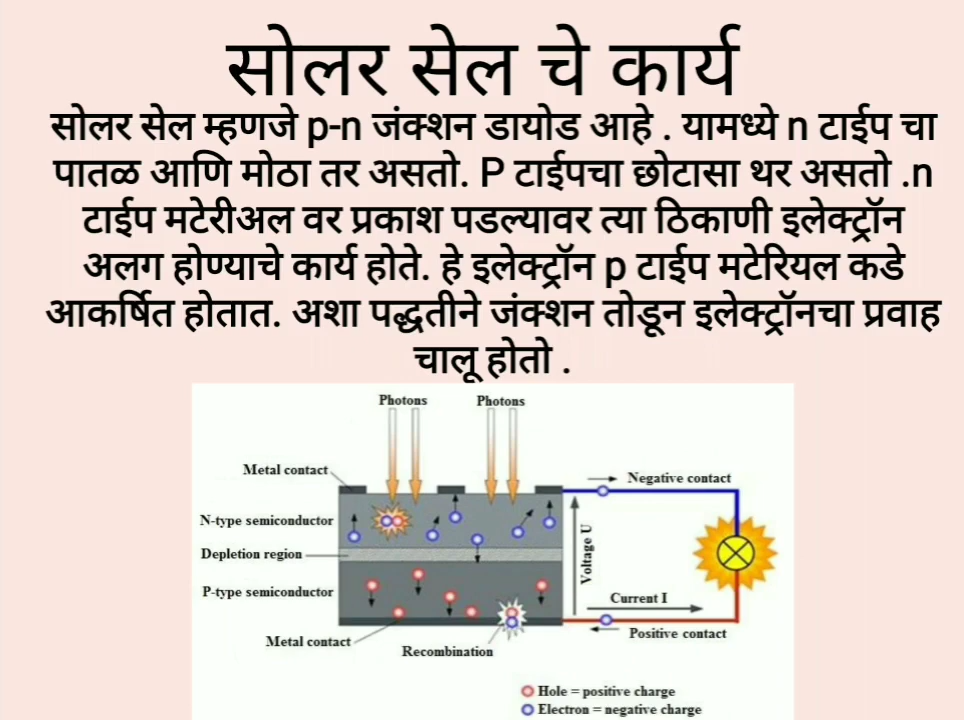 सोलर सेल चे कार्य
सोलर सेल म्हणजे p-n जंक्शन डायोड आहे . यामध्ये n टाईप चा
पातळ आणि मोठा तर असतो. P टाईपचा छोटासा थर असतो .n
टाईप मटेरीअल वर प्रकाश पडल्यावर त्या ठिकाणी इलेक्ट्रॉन
अलग होण्याचे कार्य होते. हे इलेक्ट्रॉन p टाईप मटेरियल कडे
आकर्षित होतात. अशा पद्धतीने जंक्शन तोडून इलेक्ट्रॉनचा प्रवाह
चालू होतो .
Photons
Photons
Metal contact
Negative contact
N-type semiconductor
Depletion region
Voltage U
P-type semiconductor
Current I
Positive contact
Metal contact
Recombination
Hole = positive charge
Electron = negative charge